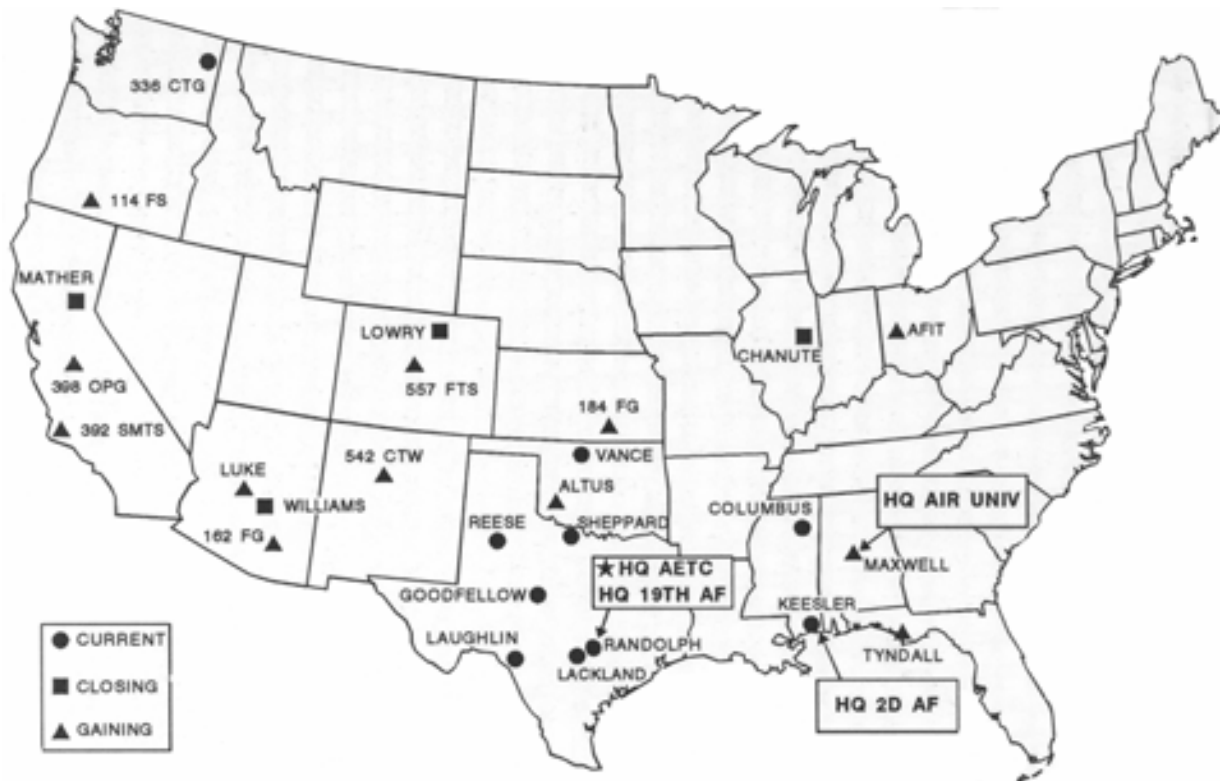 336 CTG
114 FS
MATHER
LOWRY
CHANUTE
AFIT
398 OPG
557 FTS
184 FG
392 SMTS
LUKE
542 CTW
VANCE
WILLIAMS
ALTUS
HQ AIR UNIV
162 FG
REESE
SHEPPARD
COLUMBUS
MAXWELL
HQ AETC
HQ 19TH AF
GOODFELLOW
KEESLER
LAUGHLIN
RANDOLPH
LACKLAND
TYNDALL
HQ 2D AF
CURRENT
CLOSING
GAINING